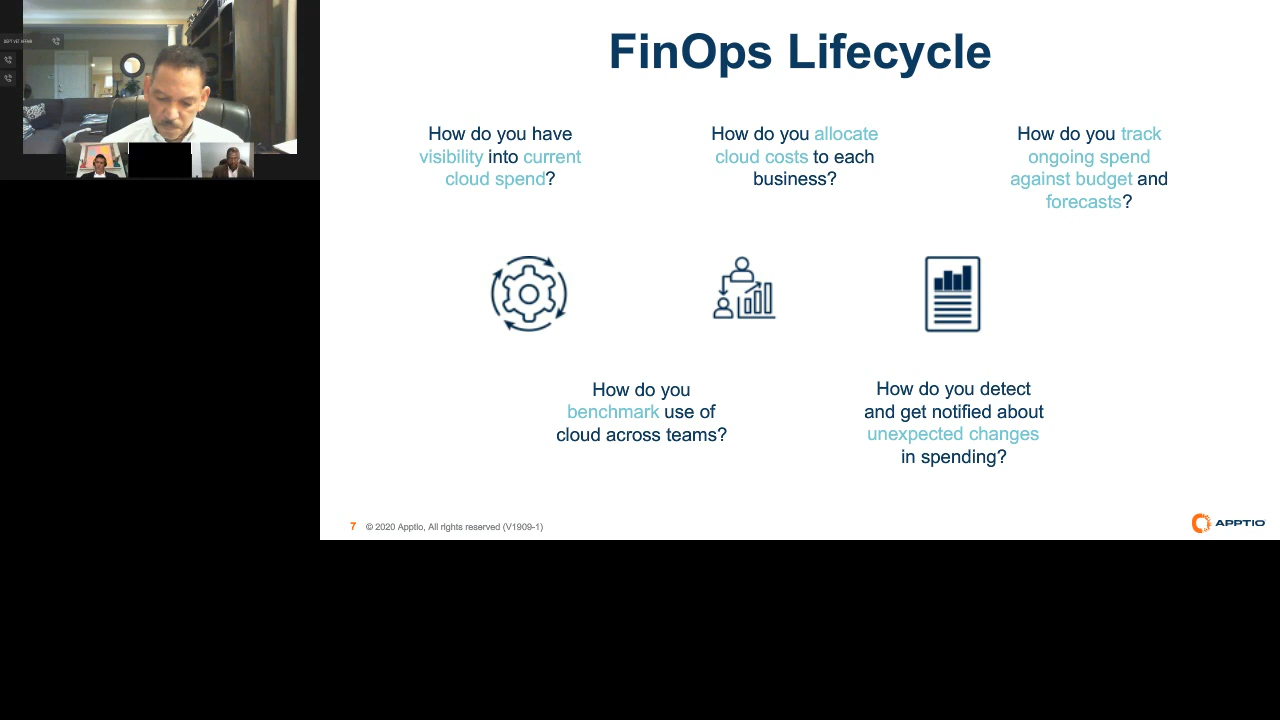 DEPT VET AFFAIR
FinOps Lifecycle
How do you have
visibility into current
cloud spend?
How do you allocate
cloud costs to each
business?
How do you track
ongoing spend
against budget and
forecasts?
How do you
benchmark use of
cloud across teams?
How do you detect
and get notified about
unexpected changes
in spending?
7 © 2020 Apptio, All rights reserved (V1909-1)
APPTIO